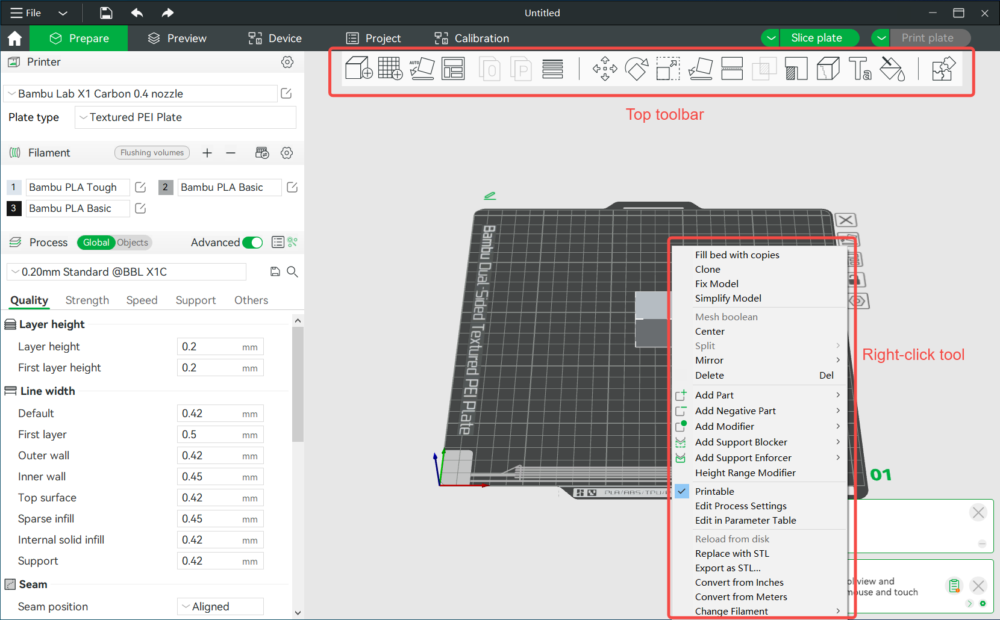 File
Untitled
Prepare
Preview
Device
Project
Calibration
Slice plate
Print plate
Printer
AUTO
Top toolbar
Bambu Lab X1 Carbon 0.4 nozzle
Plate type
Textured PEI Plate
Filament
Flushing volumes
1 Bambu PLA Tough
2 Bambu PLA Basic
3 Bambu PLA Basic
Process
Global
Objects
Advanced
0.20mm Standard @BBL X1C
Quality
Strength
Speed
Support
Others
Layer height
Layer height 0.2 mm
First layer height 0.2 mm
Line width
Default 0.42 mm
First layer 0.5 mm
Outer wall 0.42 mm
Inner wall 0.45 mm
Top surface 0.42 mm
Sparse infill 0.45 mm
Internal solid infill 0.42 mm
Support 0.42 mm
Seam
Seam position Aligned
Bambu Dual-Sided Textured PEI Plate
PLA/ABS/TPU/
01
Fill bed with copies
Clone
Fix Model
Simplify Model
Mesh boolean
Center
Split
Mirror
Delete Del
Add Part
Add Negative Part
Add Modifier
Add Support Blocker
Add Support Enforcer
Height Range Modifier
Printable
Edit Process Settings
Edit in Parameter Table
Reload from disk
Replace with STL
Export as STL...
Convert from Inches
Convert from Meters
Change Filament
Right-click tool
view and
mouse and touch